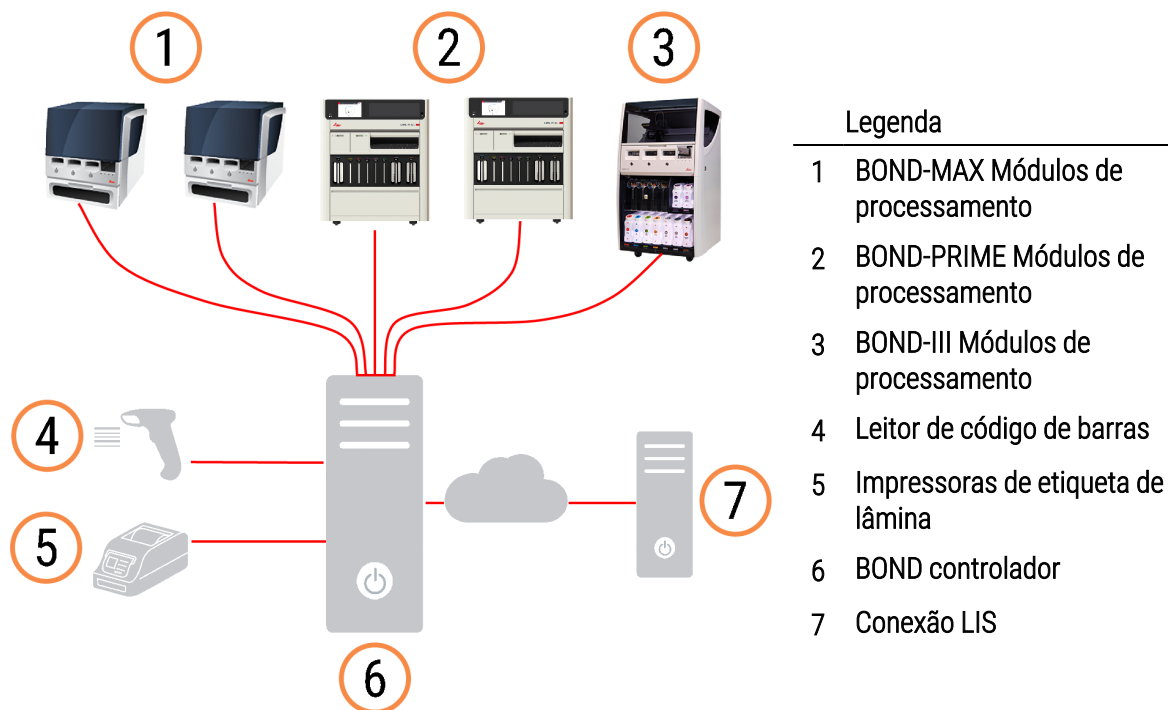 1
2
3
Legenda
1 BOND-MAX Módulos de
processamento
2 BOND-PRIME Módulos de
processamento
3 BOND-III Módulos de
processamento
4 Leitor de código de barras
5 Impressoras de etiqueta de
lâmina
6 BOND controlador
7 Conexão LIS
4
5
7
6